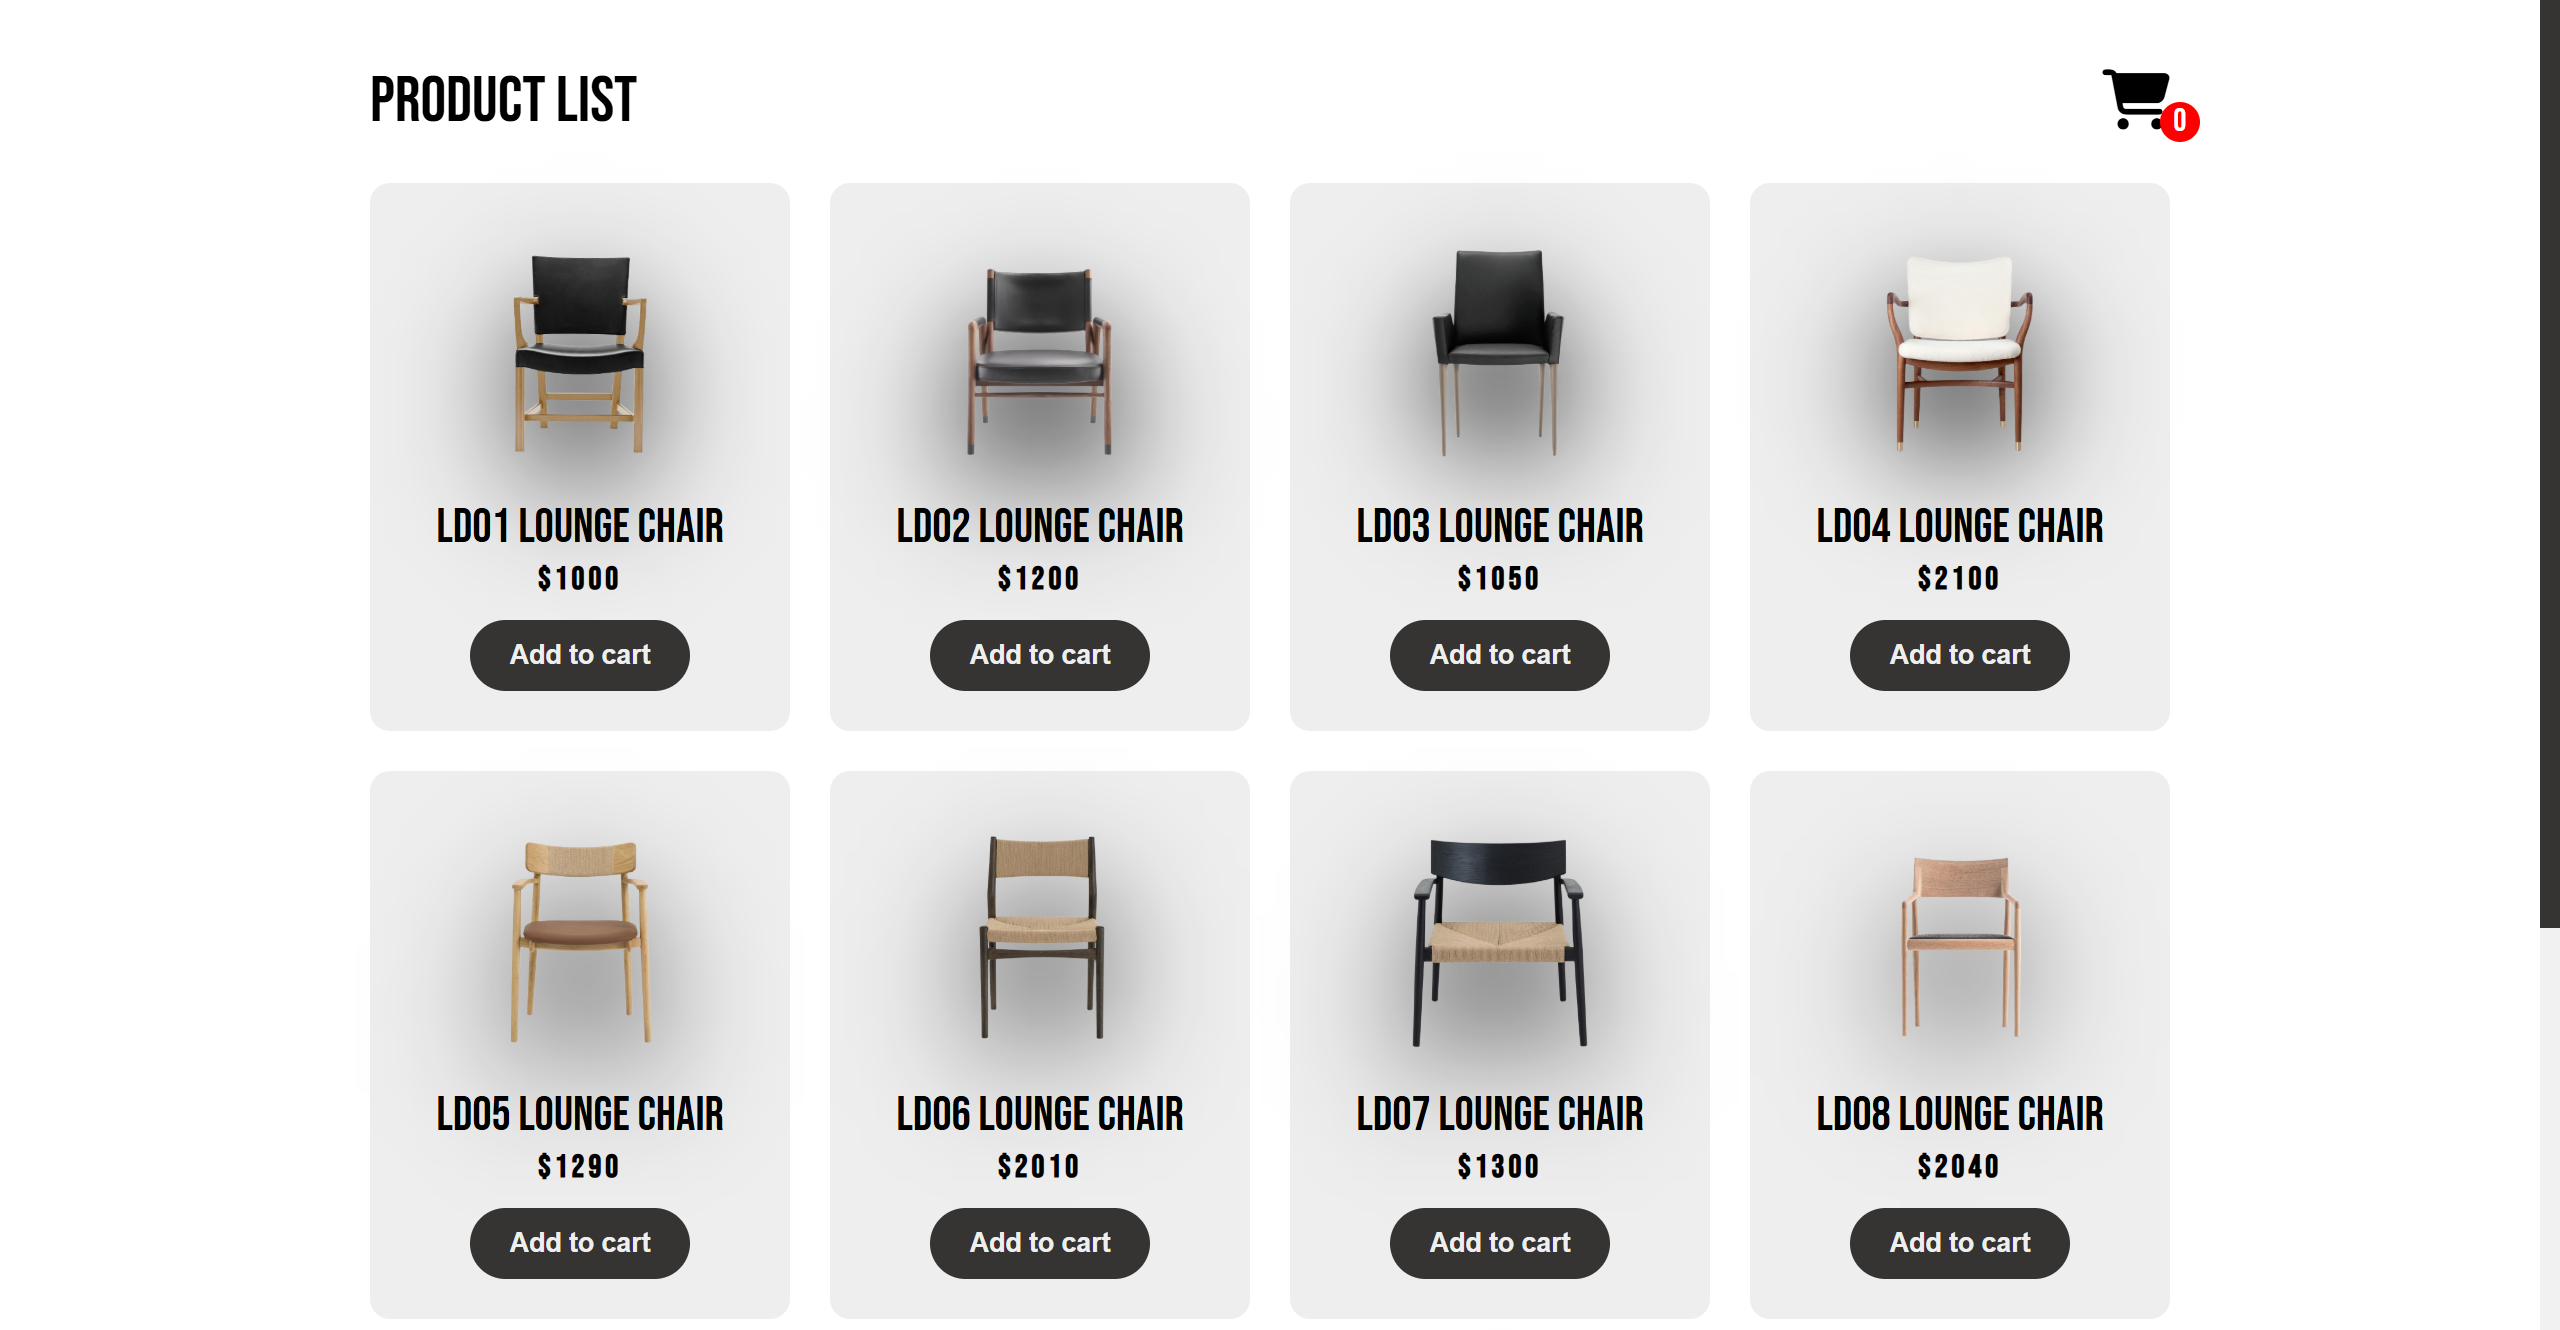 PRODUCT LIST
0
LD01 LOUNGE CHAIR
$1000
Add to cart
LD02 LOUNGE CHAIR
$1200
Add to cart
LD03 LOUNGE CHAIR
$1050
Add to cart
LD04 LOUNGE CHAIR
$2100
Add to cart
LD05 LOUNGE CHAIR
$1290
Add to cart
LD06 LOUNGE CHAIR
$2010
Add to cart
LD07 LOUNGE CHAIR
$1300
Add to cart
LD08 LOUNGE CHAIR
$2040
Add to cart